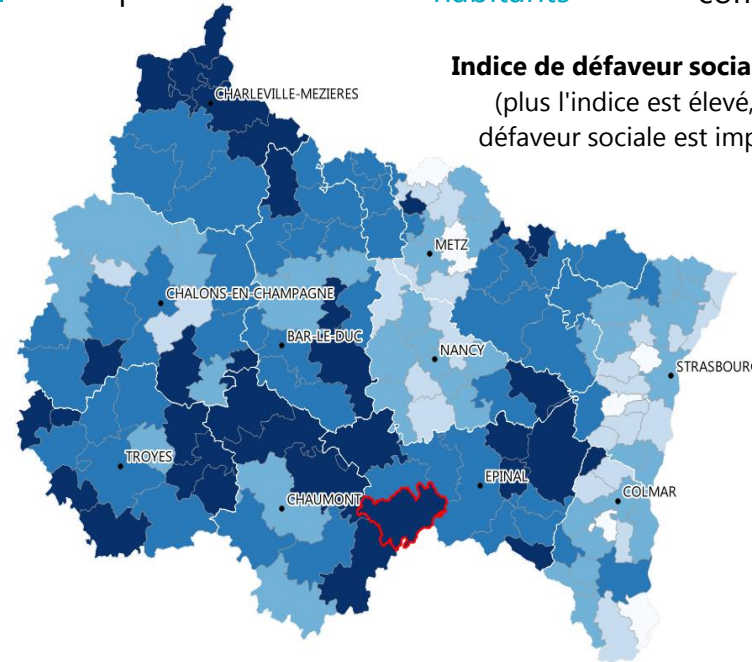 habitants
Indice de défaveur socia
(plus l'indice est élevé,
défaveur sociale est imp
CHARLEVILLE-MEZIERES
METZ
CHALONS-EN-CHAMPAGNE
BAR-LE-DUC
NANCY
STRASBOURG
TROYES
EPINAL
CHAUMONT
COLMAR